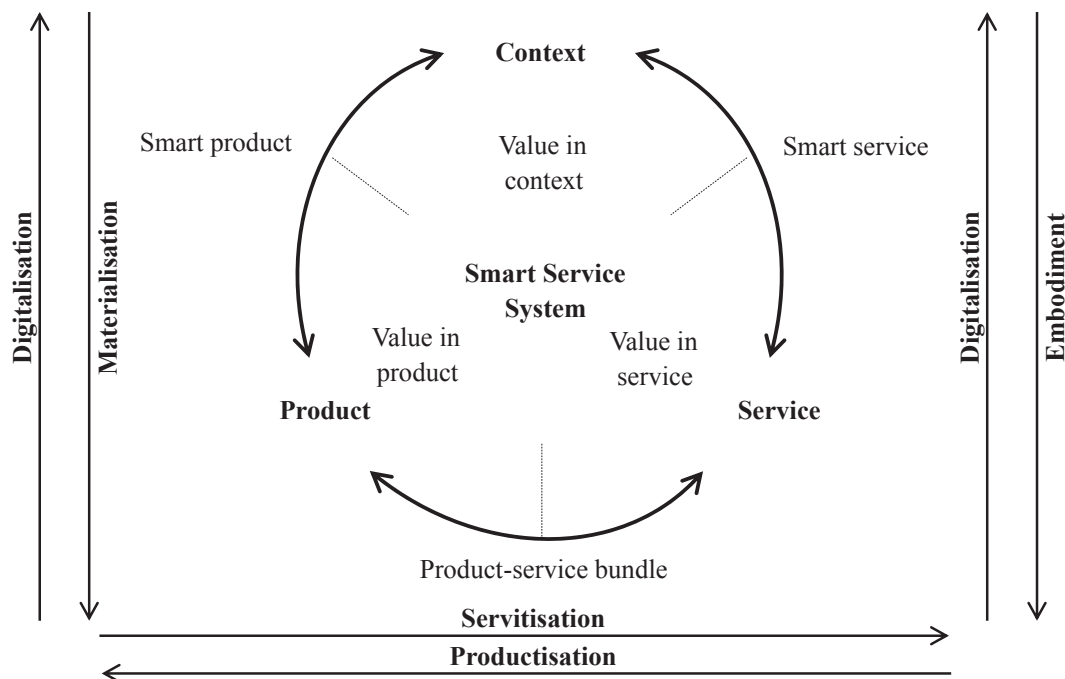 Context
Smart product
Value in
context
Smart service
Digitalisation
Materialisation
Smart Service
System
Digitalisation
Embodiment
Value in
product
Value in
service
Product
Service
Product-service bundle
Servitisation
Productisation